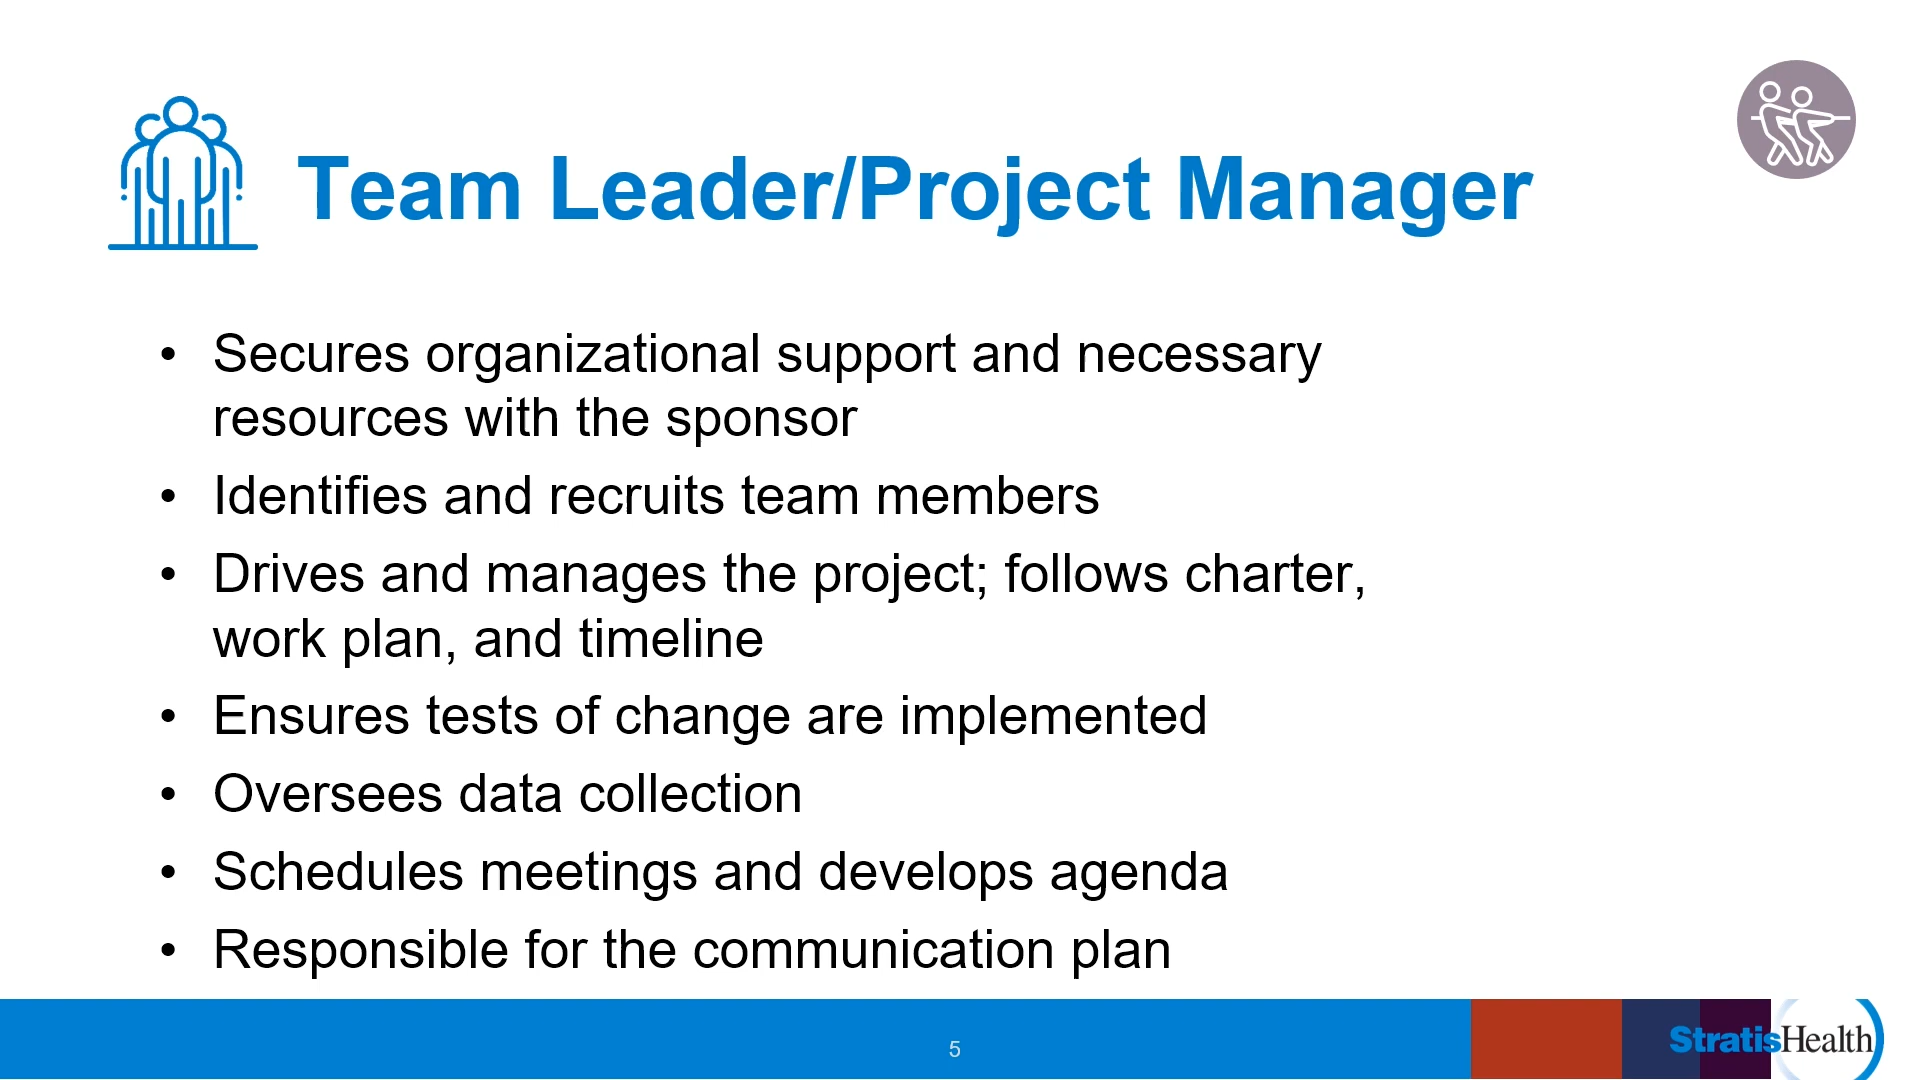 Team Leader/Project Manager
• Secures organizational support and necessary
resources with the sponsor
• Identifies and recruits team members
• Drives and manages the project; follows charter,
work plan, and timeline
• Ensures tests of change are implemented
• Oversees data collection
• Schedules meetings and develops agenda
• Responsible for the communication plan
5
StratisHealth